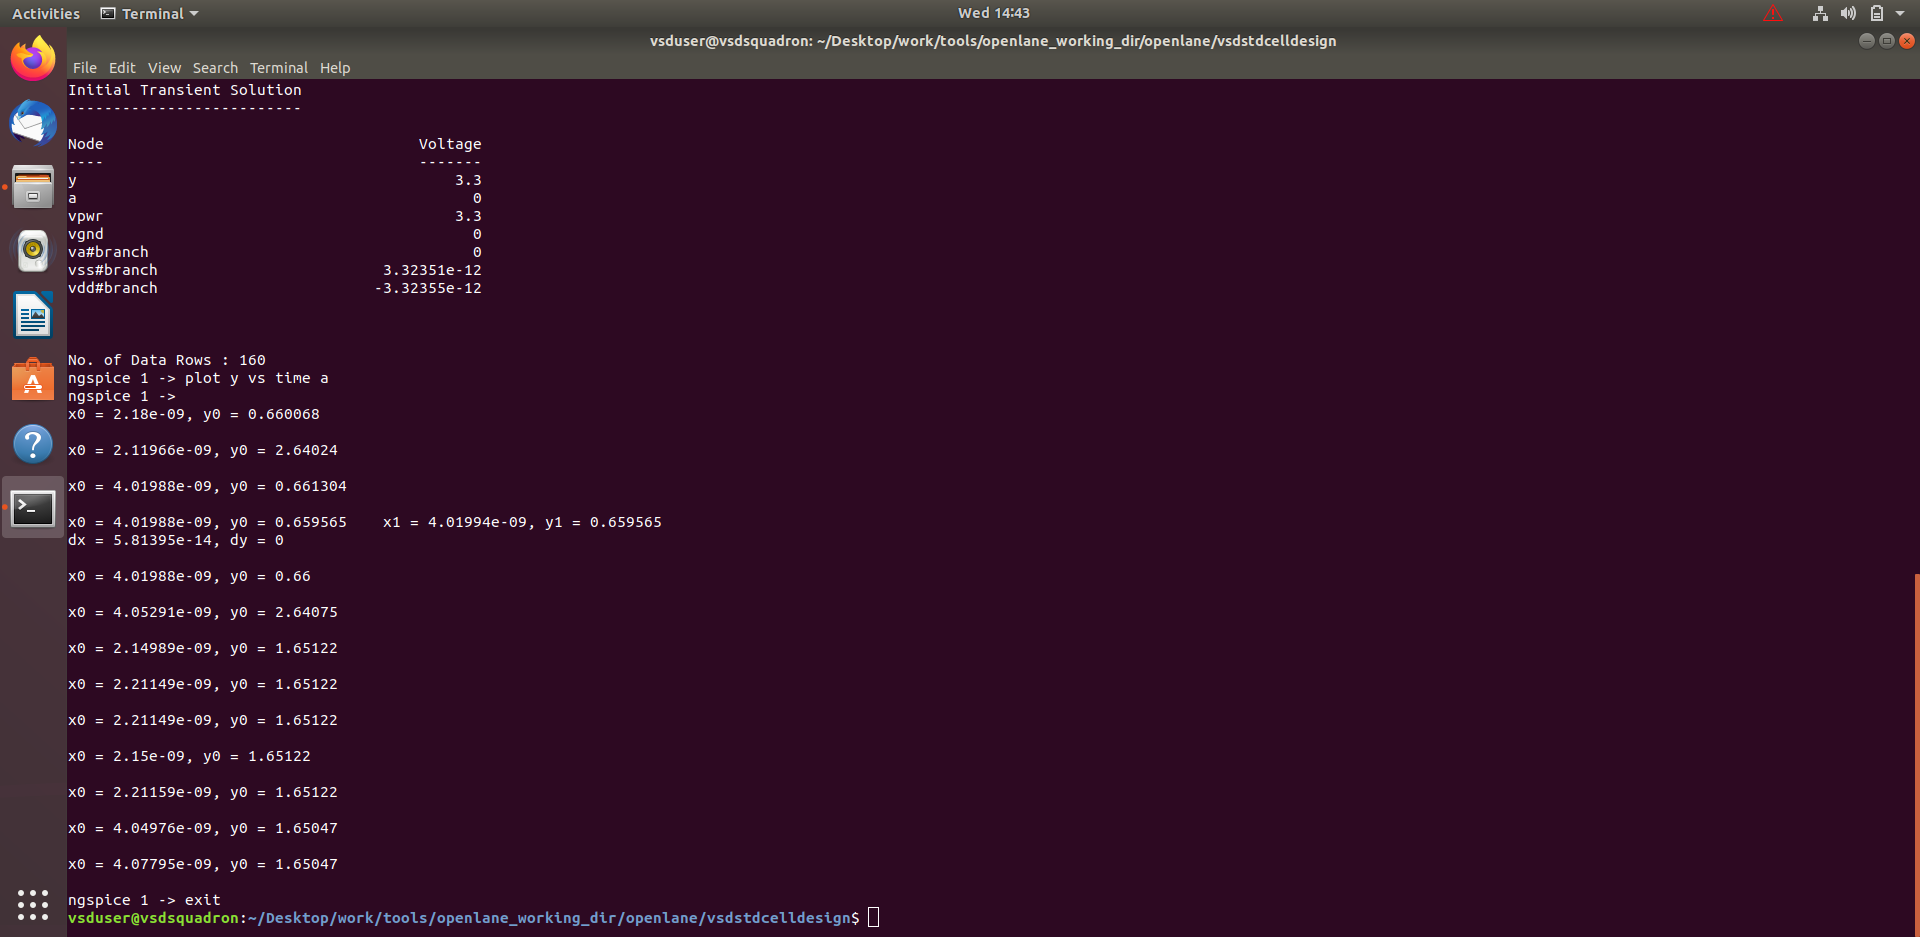 Activities Terminal Wed 14:43
vsduser@vsdsquadron: ~/Desktop/work/tools/openlane_working_dir/openlane/vsdstdcelldesign
File Edit View Search Terminal Help
Initial Transient Solution
--------------------------
Node Voltage
---- -------
y 3.3
a 0
vpwr 3.3
vgnd 0
va#branch 0
vss#branch 3.32351e-12
vdd#branch -3.32355e-12
No. of Data Rows : 160
ngspice 1 -> plot y vs time a
ngspice 1 ->
x0 = 2.18e-09, y0 = 0.660068
x0 = 2.11966e-09, y0 = 2.64024
x0 = 4.01988e-09, y0 = 0.661304
x0 = 4.01988e-09, y0 = 0.659565 x1 = 4.01994e-09, y1 = 0.659565
dx = 5.81395e-14, dy = 0
x0 = 4.01988e-09, y0 = 0.66
x0 = 4.05291e-09, y0 = 2.64075
x0 = 2.14989e-09, y0 = 1.65122
x0 = 2.21149e-09, y0 = 1.65122
x0 = 2.21149e-09, y0 = 1.65122
x0 = 2.15e-09, y0 = 1.65122
x0 = 2.21159e-09, y0 = 1.65122
x0 = 4.04976e-09, y0 = 1.65047
x0 = 4.07795e-09, y0 = 1.65047
ngspice 1 -> exit
vsduser@vsdsquadron:~/Desktop/work/tools/openlane_working_dir/openlane/vsdstdcelldesign$